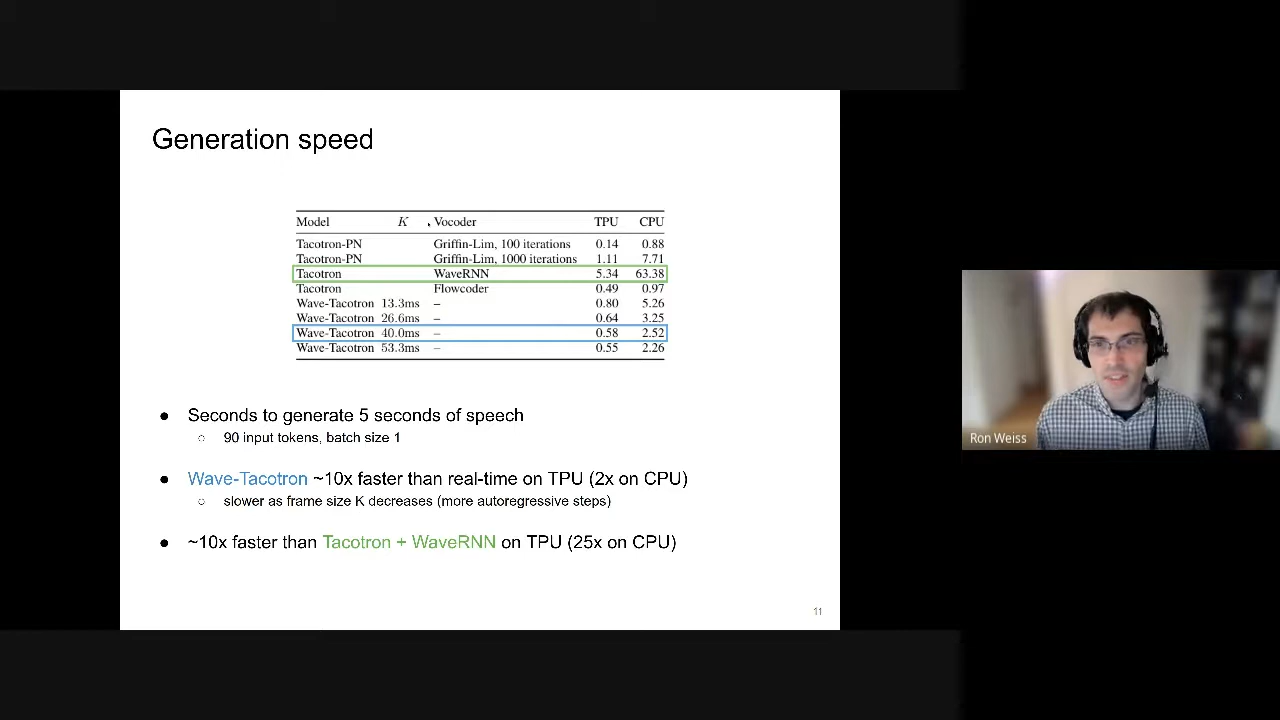 Generation speed
Model K Vocoder TPU CPU
Tacotron-PN Griffin-Lim, 100 iterations 0.14 0.88
Tacotron-PN Griffin-Lim, 1000 iterations 1.11 7.71
Tacotron WaveRNN 5.34 63.38
Tacotron Flowcoder 0.49 0.97
Wave-Tacotron 13.3ms – 0.80 5.26
Wave-Tacotron 26.6ms – 0.64 3.25
Wave-Tacotron 40.0ms – 0.58 2.52
Wave-Tacotron 53.3ms – 0.55 2.26
● Seconds to generate 5 seconds of speech
○ 90 input tokens, batch size 1
● Wave-Tacotron ~10x faster than real-time on TPU (2x on CPU)
○ slower as frame size K decreases (more autoregressive steps)
● ~10x faster than Tacotron + WaveRNN on TPU (25x on CPU)
11
Ron Weiss